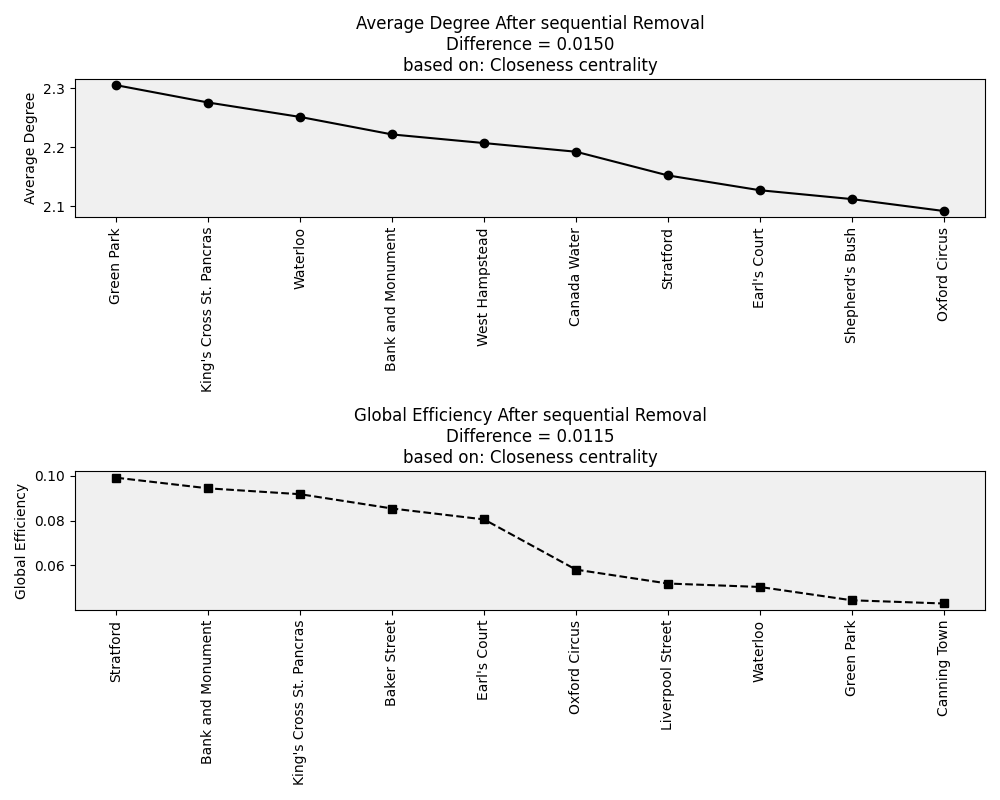 Average Degree After sequential Removal
Difference = 0.0150
based on: Closeness centrality
Average Degree
2.3
2.2
2.1
Green Park
King's Cross St. Pancras
Waterloo
Bank and Monument
West Hampstead
Canada Water
Stratford
Earl's Court
Shepherd's Bush
Oxford Circus
Global Efficiency After sequential Removal
Difference = 0.0115
based on: Closeness centrality
Global Efficiency
0.10
0.08
0.06
Stratford
Bank and Monument
King's Cross St. Pancras
Baker Street
Earl's Court
Oxford Circus
Liverpool Street
Waterloo
Green Park
Canning Town